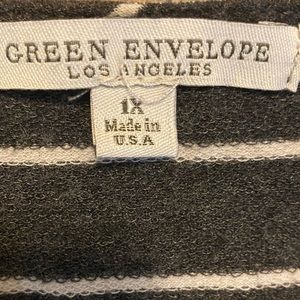 GREEN ENVELOPE
LOS ANGELES
1X
Made in
U.S.A